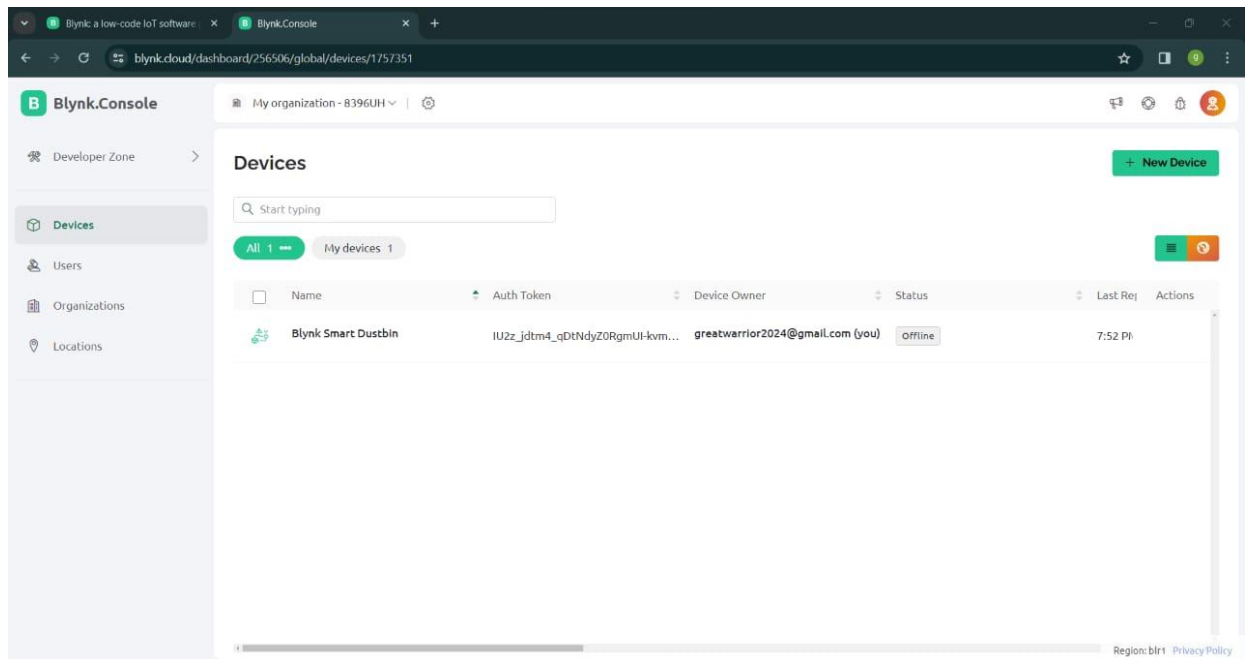 Blynk: a low-code IoT software
Blynk.Console
blynk.cloud/dashboard/256506/global/devices/1757351
g
B Blynk.Console
My organization - 8396UH
Developer Zone
Devices
Users
Organizations
Locations
Devices
+ New Device
Start typing
All 1
My devices 1
Name Auth Token Device Owner Status Last Rep Actions
Blynk Smart Dustbin IU2z_jdtm4_qDtNdyZ0RgmUI-kvm... greatwarrior2024@gmail.com (you) Offline 7:52 PM
Region: blr1 Privacy Policy